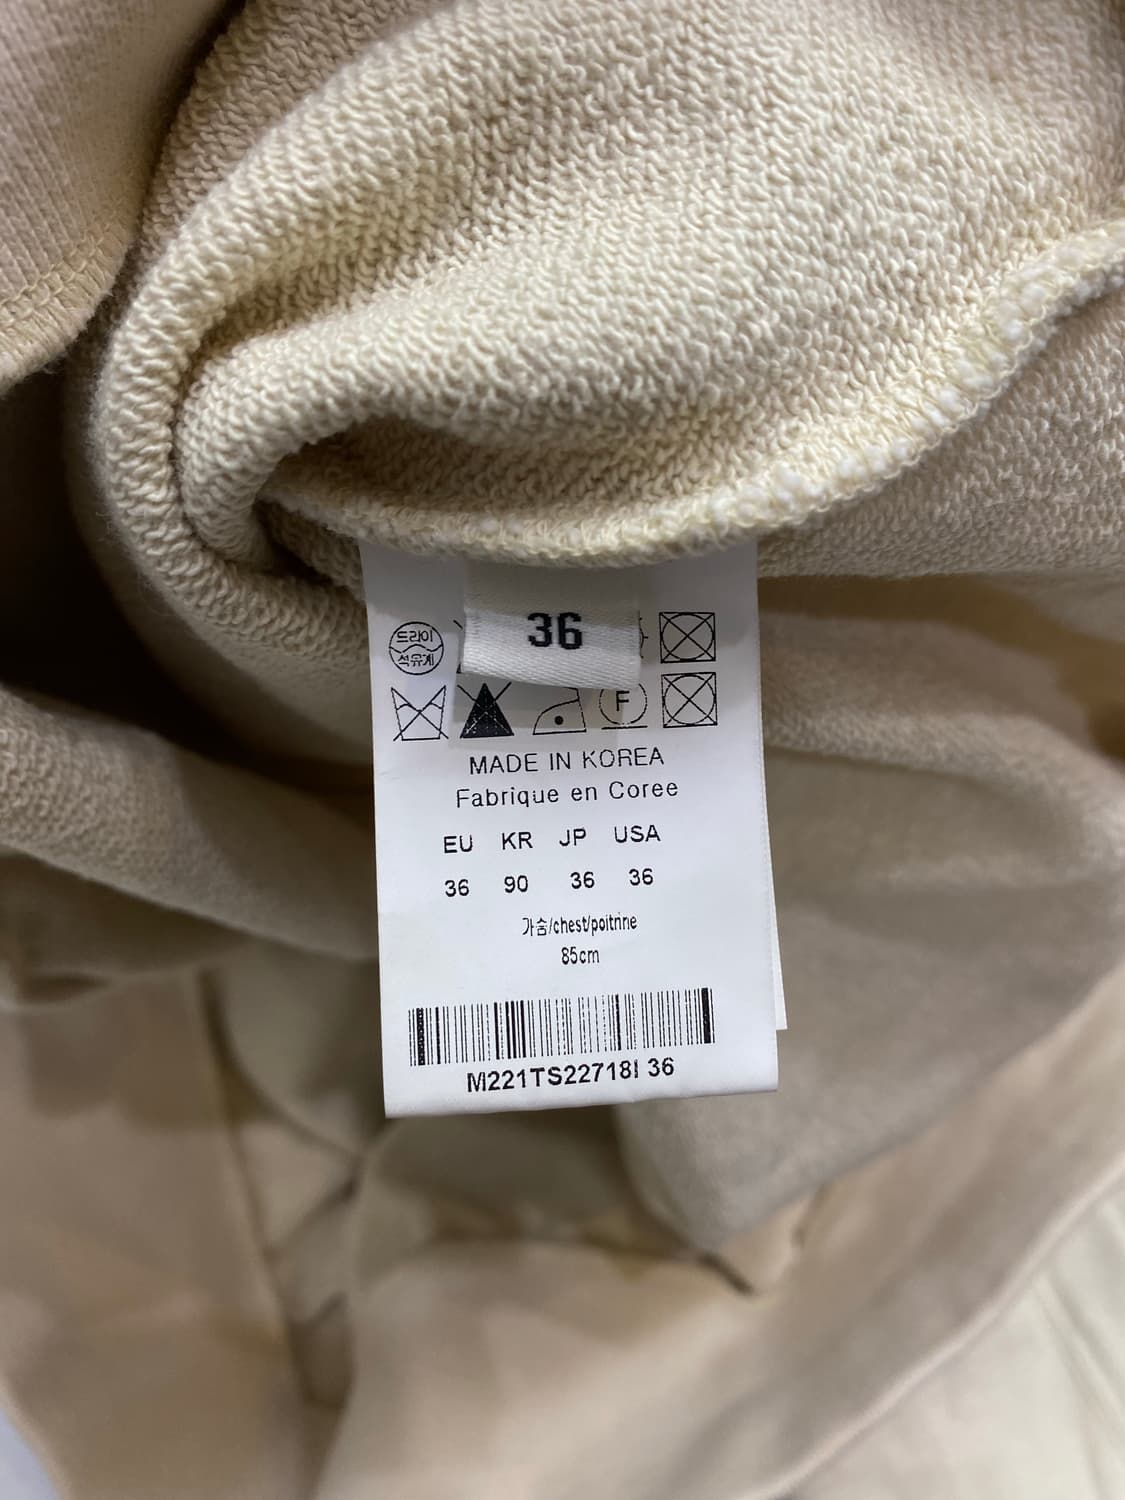 36
드라이
석유계
F
MADE IN KOREA
Fabrique en Coree
EU KR JP USA
36 90 36 36
가슴/chest/poitrine
85cm
M221TS22718I 36